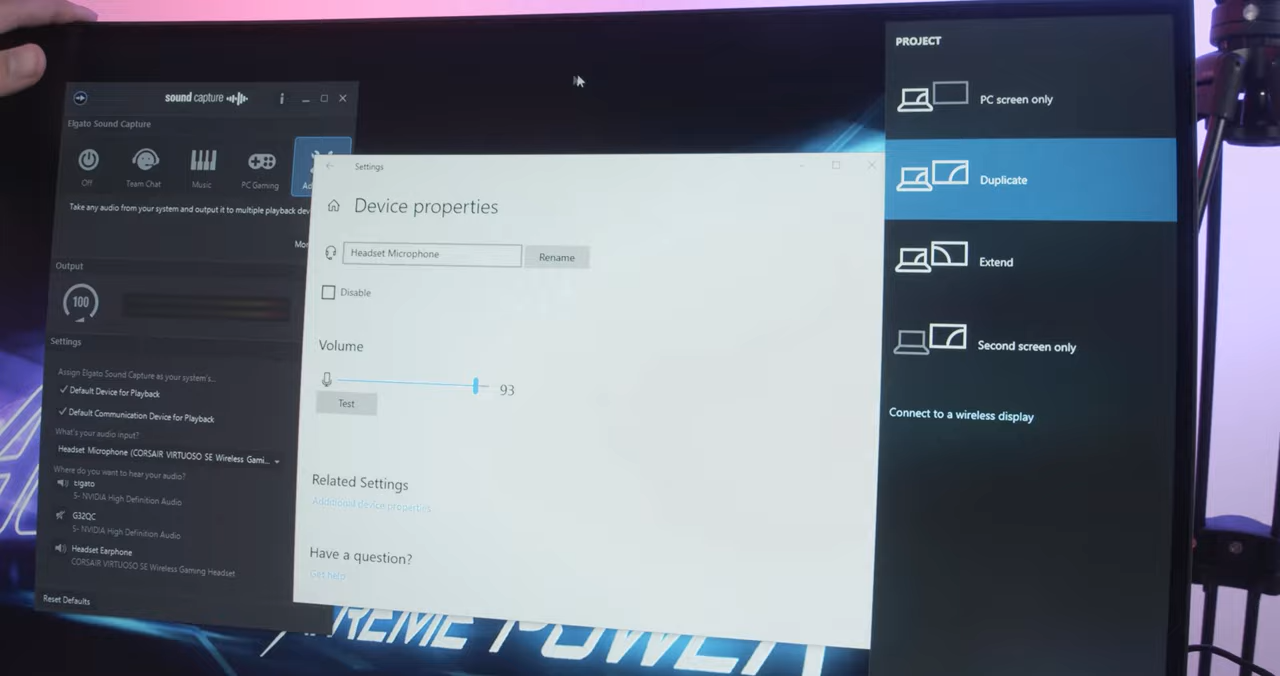 sound capture
Elgato Sound Capture
Off
Team Chat
Music
PC Gaming
Take any audio from your system and output it to multiple playback
Output
100
Settings
Assign Elgato Sound Capture as your system's...
Default Device for Playback
Default Communication Device for Playback
What's your audio input?
Headset Microphone (CORSAIR VIRTUOSO SE Wireless Gami...
Where do you want to hear your audio?
Elgato
5- NVIDIA High Definition Audio
G32QC
5- NVIDIA High Definition Audio
Headset Earphone
CORSAIR VIRTUOSO SE Wireless Gaming Headset
Reset Defaults
Settings
Device properties
Headset Microphone
Rename
Disable
Volume
93
Test
Related Settings
Additional device properties
Have a question?
Get help
PROJECT
PC screen only
Duplicate
Extend
Second screen only
Connect to a wireless display
POWER